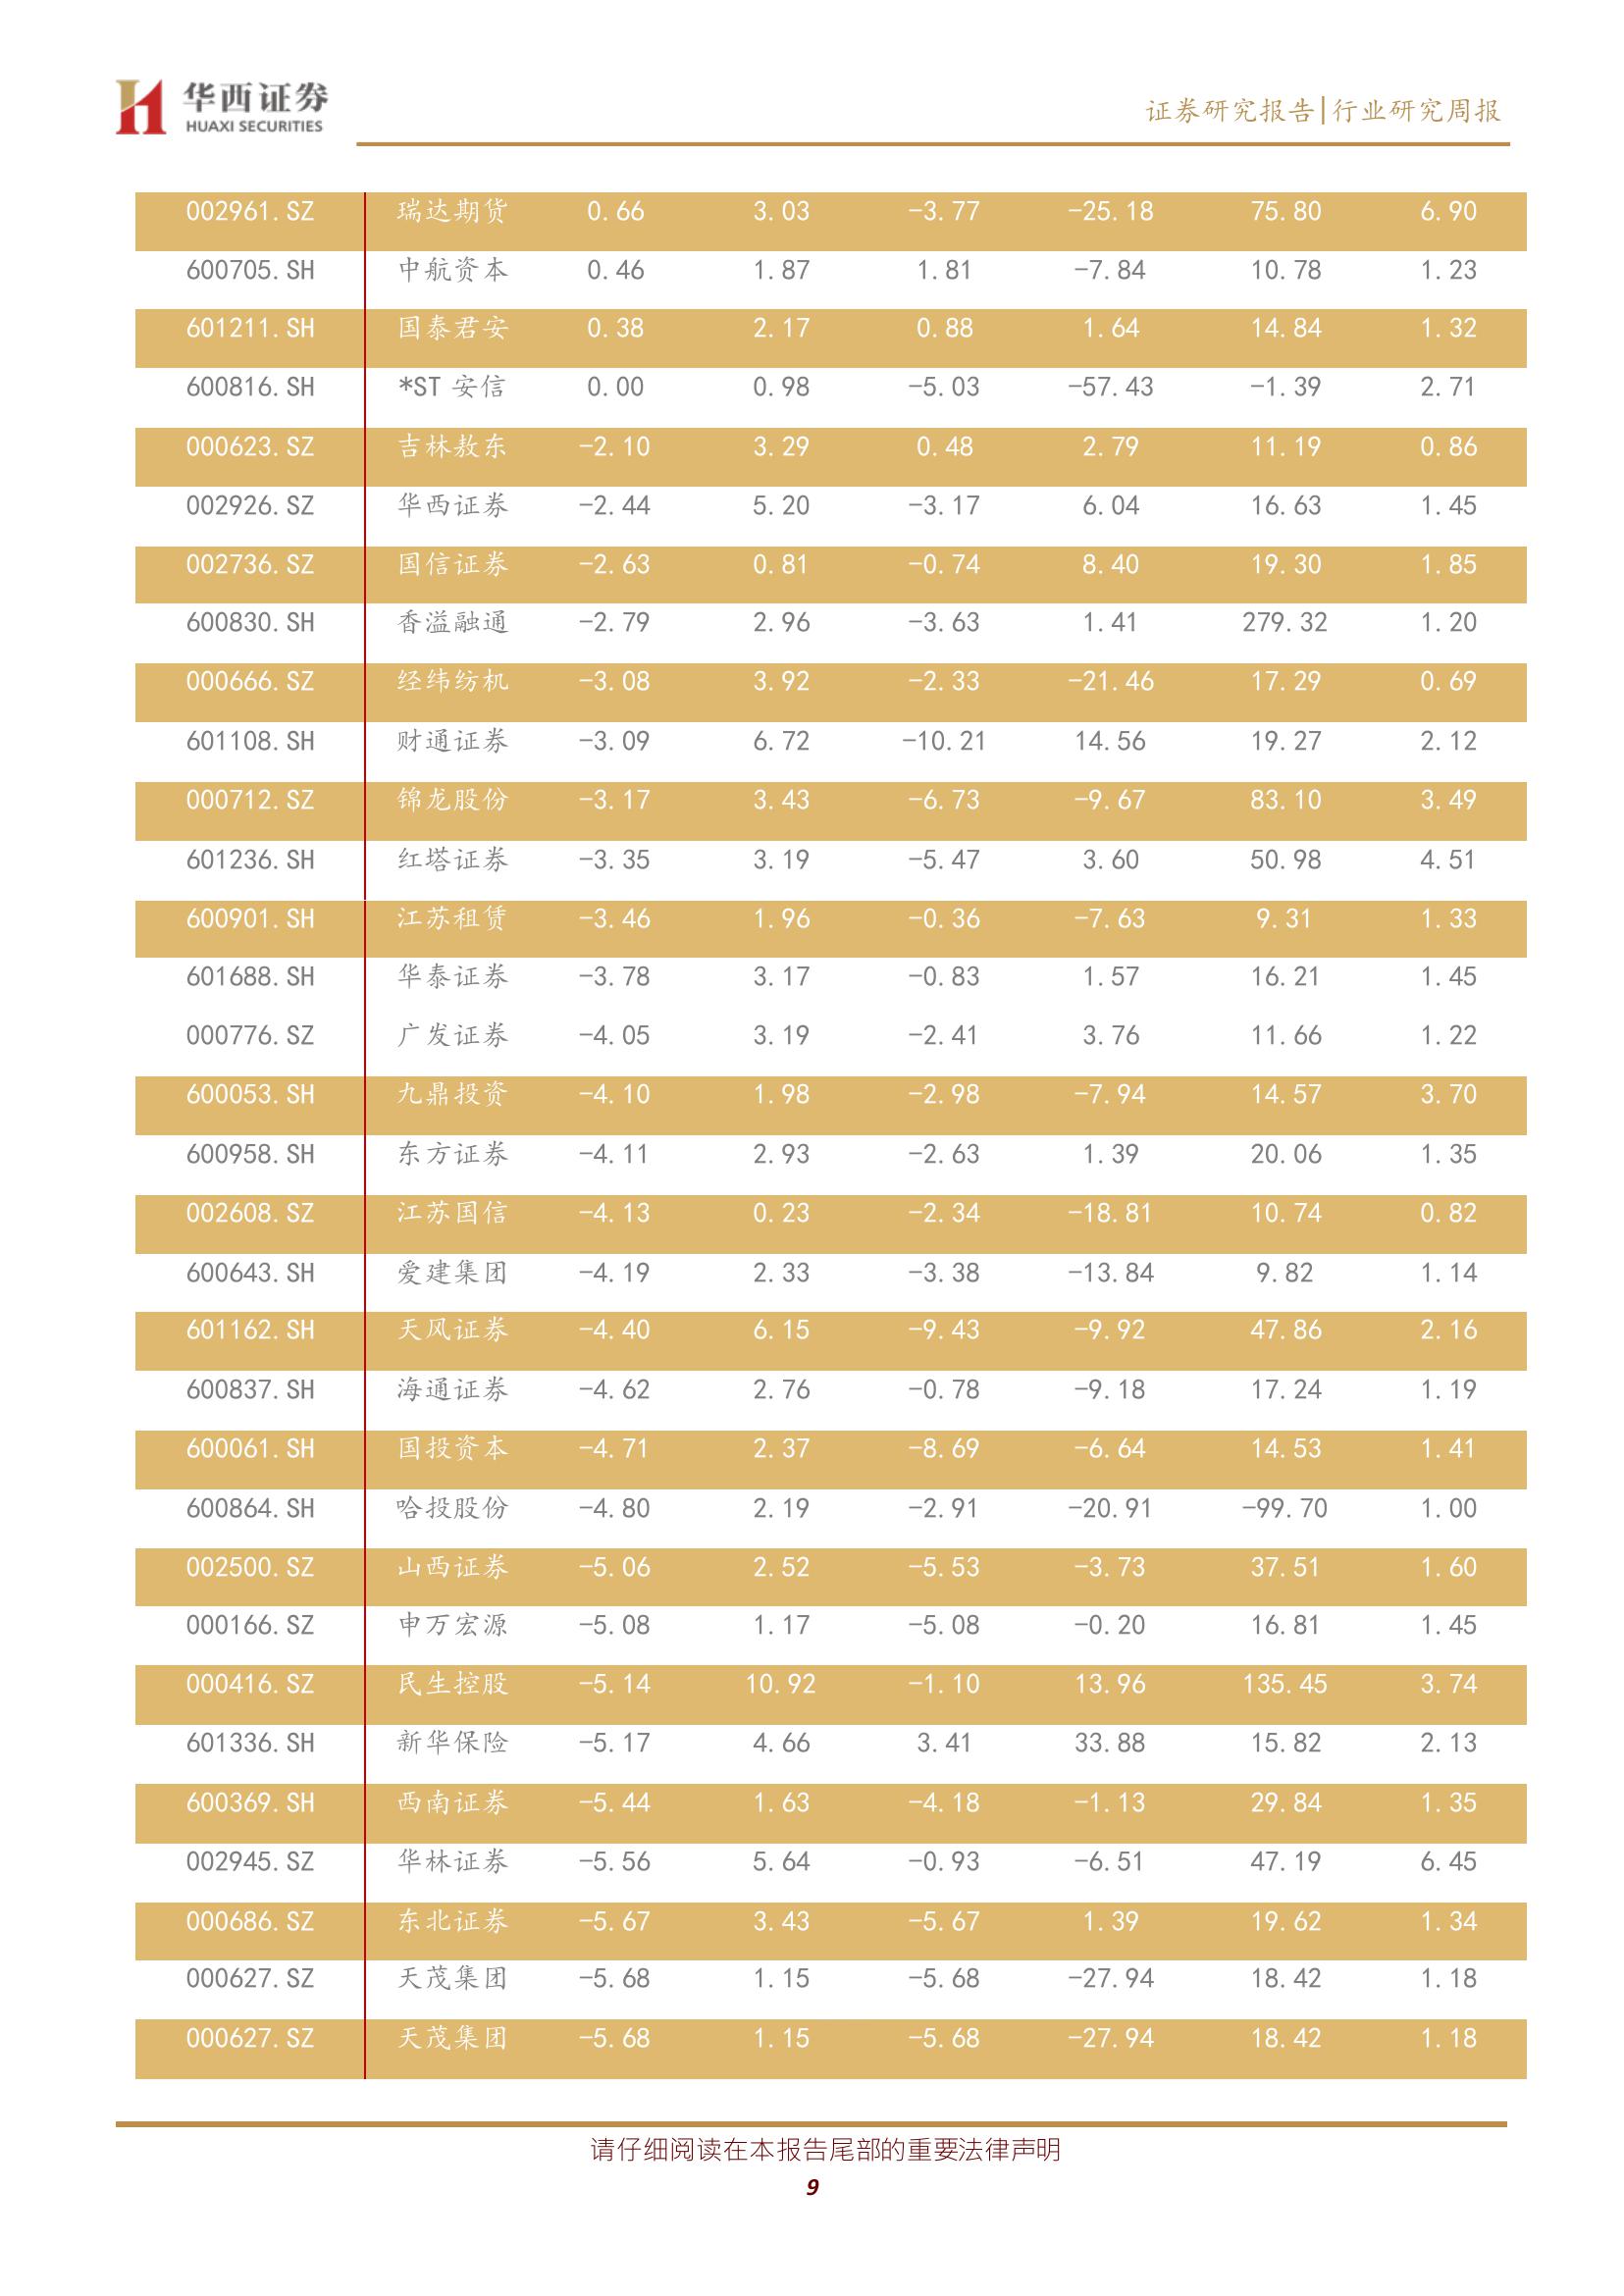 华西证券
HUAXI SECURITIES
证券研究报告|行业研究周报
002961.SZ 瑞达期货 0.66 3.03 -3.77 -25.18 75.80 6.90
600705.SH 中航资本 0.46 1.87 1.81 -7.84 10.78 1.23
601211.SH 国泰君安 0.38 2.17 0.88 1.64 14.84 1.32
600816.SH *ST 安信 0.00 0.98 -5.03 -57.43 -1.39 2.71
000623.SZ 吉林敖东 -2.10 3.29 0.48 2.79 11.19 0.86
002926.SZ 华西证券 -2.44 5.20 -3.17 6.04 16.63 1.45
002736.SZ 国信证券 -2.63 0.81 -0.74 8.40 19.30 1.85
600830.SH 香溢融通 -2.79 2.96 -3.63 1.41 279.32 1.20
000666.SZ 经纬纺机 -3.08 3.92 -2.33 -21.46 17.29 0.69
601108.SH 财通证券 -3.09 6.72 -10.21 14.56 19.27 2.12
000712.SZ 锦龙股份 -3.17 3.43 -6.73 -9.67 83.10 3.49
601236.SH 红塔证券 -3.35 3.19 -5.47 3.60 50.98 4.51
600901.SH 江苏租赁 -3.46 1.96 -0.36 -7.63 9.31 1.33
601688.SH 华泰证券 -3.78 3.17 -0.83 1.57 16.21 1.45
000776.SZ 广发证券 -4.05 3.19 -2.41 3.76 11.66 1.22
600053.SH 九鼎投资 -4.10 1.98 -2.98 -7.94 14.57 3.70
600958.SH 东方证券 -4.11 2.93 -2.63 1.39 20.06 1.35
002608.SZ 江苏国信 -4.13 0.23 -2.34 -18.81 10.74 0.82
600643.SH 爱建集团 -4.19 2.33 -3.38 -13.84 9.82 1.14
601162.SH 天风证券 -4.40 6.15 -9.43 -9.92 47.86 2.16
600837.SH 海通证券 -4.62 2.76 -0.78 -9.18 17.24 1.19
600061.SH 国投资本 -4.71 2.37 -8.69 -6.64 14.53 1.41
600864.SH 哈投股份 -4.80 2.19 -2.91 -20.91 -99.70 1.00
002500.SZ 山西证券 -5.06 2.52 -5.53 -3.73 37.51 1.60
000166.SZ 申万宏源 -5.08 1.17 -5.08 -0.20 16.81 1.45
000416.SZ 民生控股 -5.14 10.92 -1.10 13.96 135.45 3.74
601336.SH 新华保险 -5.17 4.66 3.41 33.88 15.82 2.13
600369.SH 西南证券 -5.44 1.63 -4.18 -1.13 29.84 1.35
002945.SZ 华林证券 -5.56 5.64 -0.93 -6.51 47.19 6.45
000686.SZ 东北证券 -5.67 3.43 -5.67 1.39 19.62 1.34
000627.SZ 天茂集团 -5.68 1.15 -5.68 -27.94 18.42 1.18
000627.SZ 天茂集团 -5.68 1.15 -5.68 -27.94 18.42 1.18
请仔细阅读在本报告尾部的重要法律声明
9